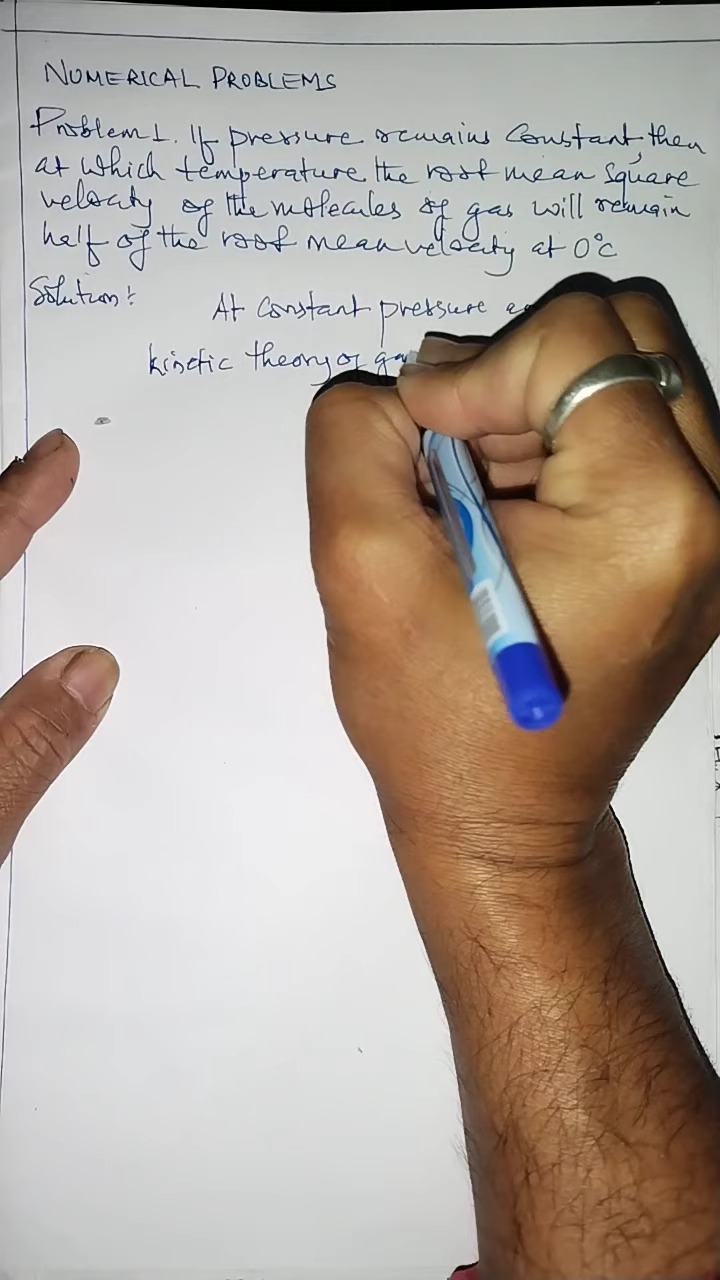 NUMERICAL PROBLEMS
Problem 1. If pressure remains Constant, then
at which temperature the root mean square
velocity of the molecules of gas will remain
half of the root mean velocity at 0°C
Solution:
At constant pressure
kinetic theory of